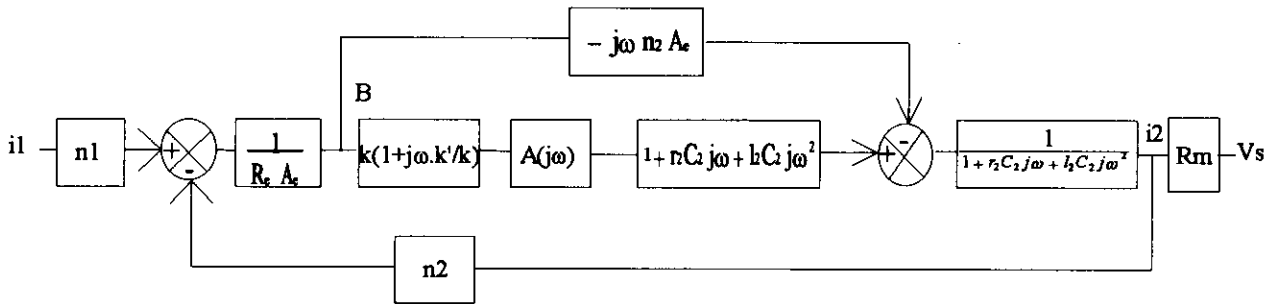 − jω n₂ Aₑ
B
i1
n1
+
-
1
Rₑ Aₑ
k(1+jω.k'/k)
A(jω)
1+ r₂C₂ jω + l₂C₂ jω²
-
+
1
1 + r₂C₂ jω + l₂C₂ jω²
i2
Rm
Vs
n2